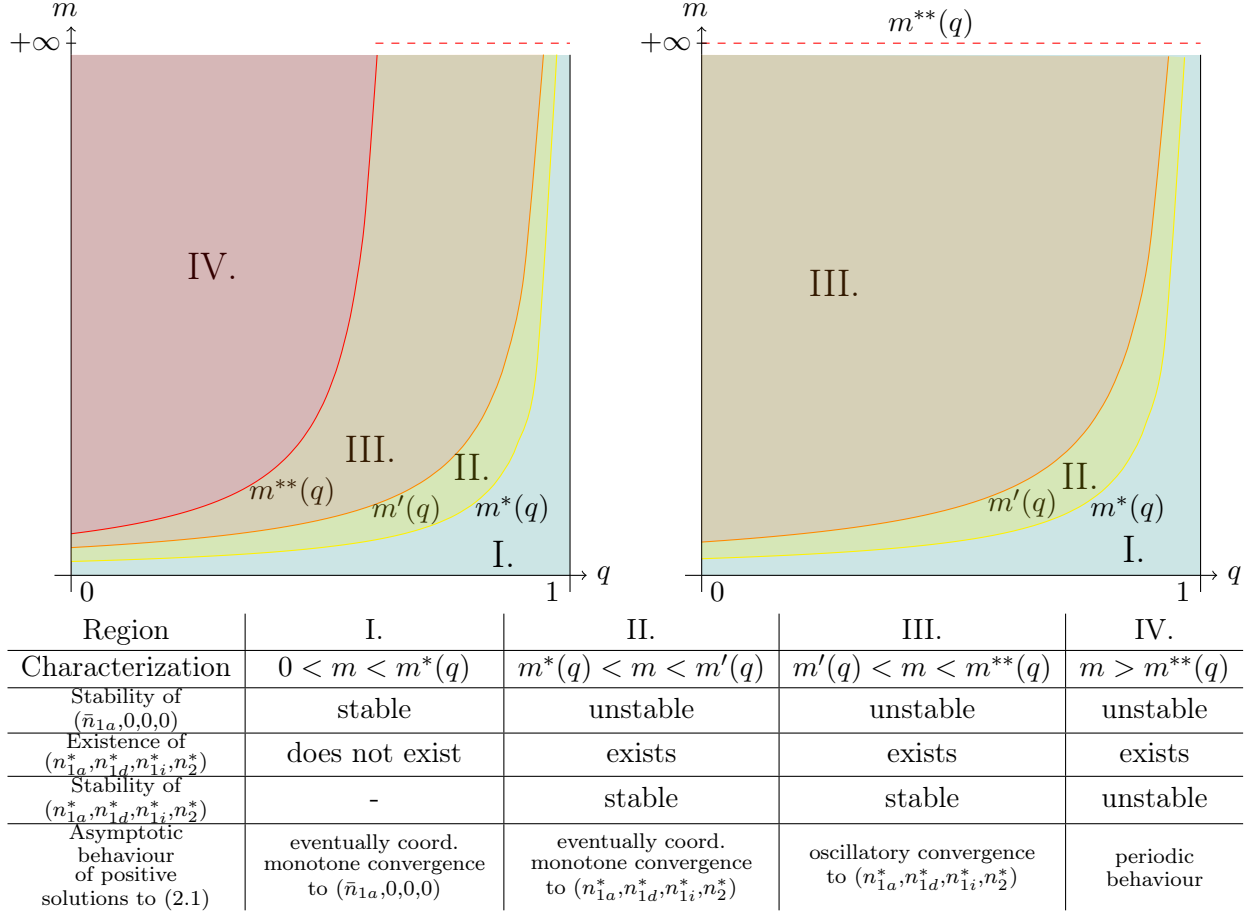 m
+∞
IV.
III.
II.
I.
m**(q)
m′(q)
m*(q)
0
1
q
m
+∞
m**(q)
III.
II.
I.
m′(q)
m*(q)
0
1
q
Region I. II. III. IV.
Characterization 0 < m < m*(q) m*(q) < m < m′(q) m′(q) < m < m**(q) m > m**(q)
Stability of
(n̄₁ₐ,0,0,0) stable unstable unstable unstable
Existence of
(n*_{1a},n*_{1d},n*_{1i},n*_2) does not exist exists exists exists
Stability of
(n*_{1a},n*_{1d},n*_{1i},n*_2) - stable stable unstable
Asymptotic
behaviour
of positive
solutions to (2.1)
eventually coord.
monotone convergence
to (n̄₁ₐ,0,0,0)
eventually coord.
monotone convergence
to (n*_{1a},n*_{1d},n*_{1i},n*_2)
oscillatory convergence
to (n*_{1a},n*_{1d},n*_{1i},n*_2)
periodic
behaviour